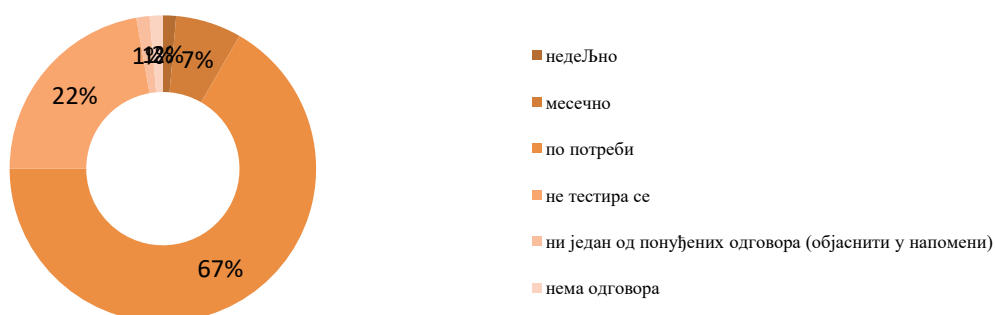 7%
22%
67%
недеЉно
месечно
по потреби
не тестира се
ни један од понуђених одговора (објаснити у напомени)
нема одговора